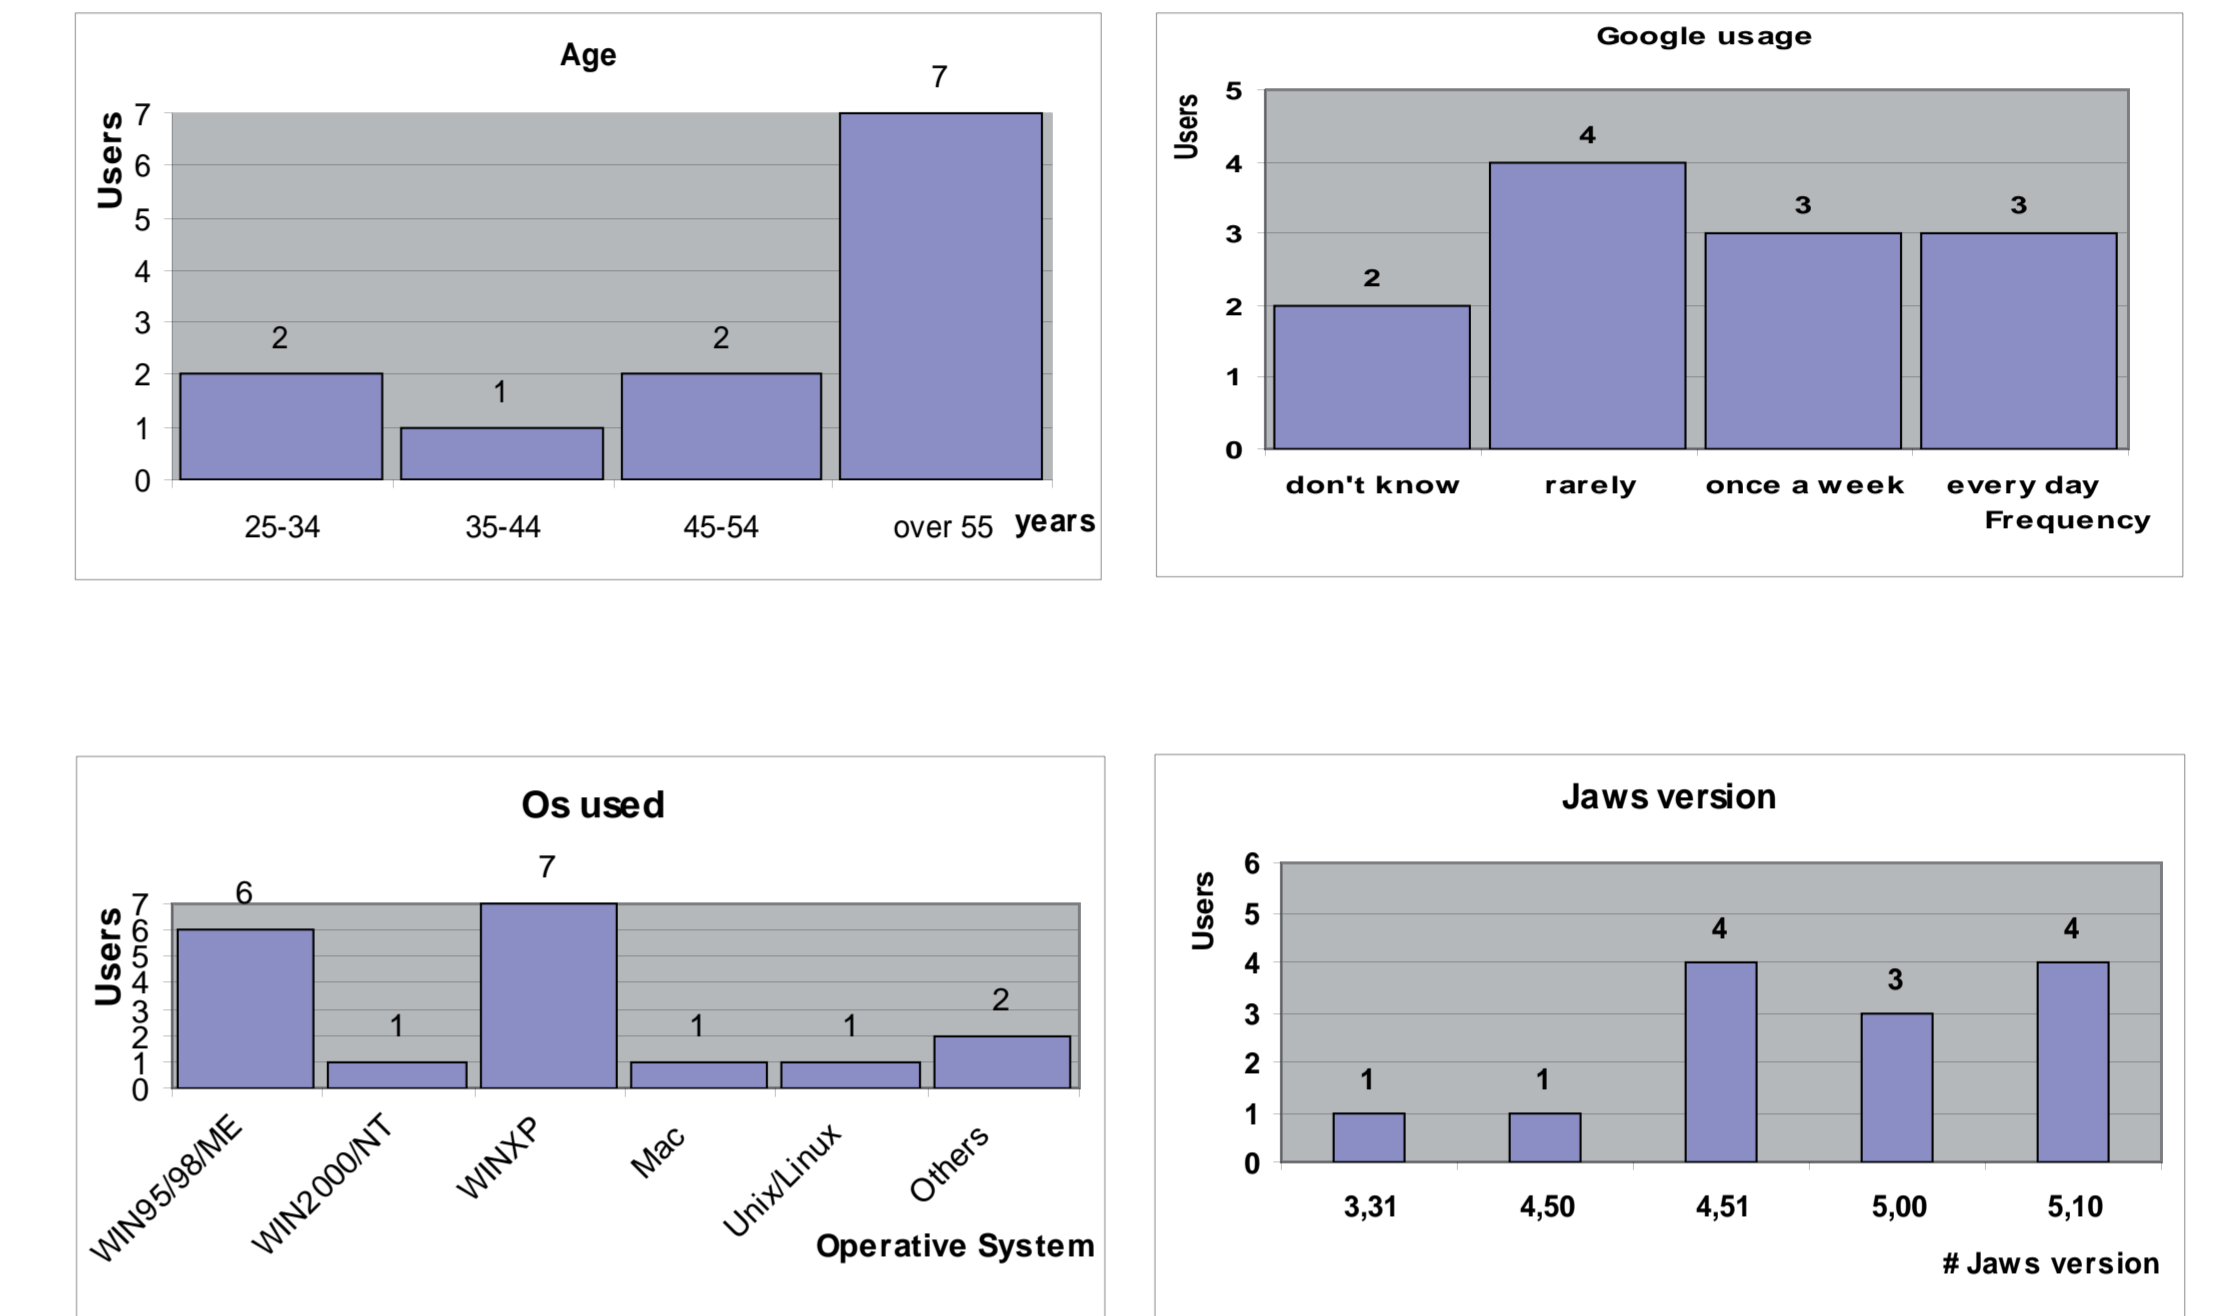 Age
7
Users
7
6
5
4
3
2
1
0
2
1
2
25-34
35-44
45-54
over 55
years
Google usage
Users
5
4
3
2
1
0
2
4
3
3
don't know
rarely
once a week
every day
Frequency
Os used
Users
7
6
5
4
3
2
1
0
6
1
7
1
1
2
WIN95/98/ME
WIN2000/NT
WINXP
Mac
Unix/Linux
Others
Operative System
Jaws version
Users
6
5
4
3
2
1
0
1
1
4
3
4
3,31
4,50
4,51
5,00
5,10
# Jaws version